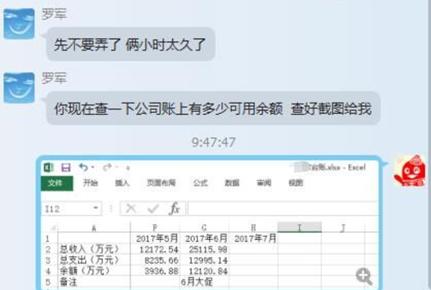 罗军
先不要弄了 俩小时太久了
罗军
你现在查一下公司账上有多少可用余额 查好截图给我
9:47:47
账.xlsx - Excel
文件 开始 插入 页面布局 公式 数据 审阅 视图
I12 fx
A F G H I J
1 2017年5月 2017年6月 2017年7月
2 总收入（万元） 12172.54 25115.98
3 总支出（万元） 8235.66 12995.14
4 余额（万元） 3936.88 12120.84
5 备注 6月大促